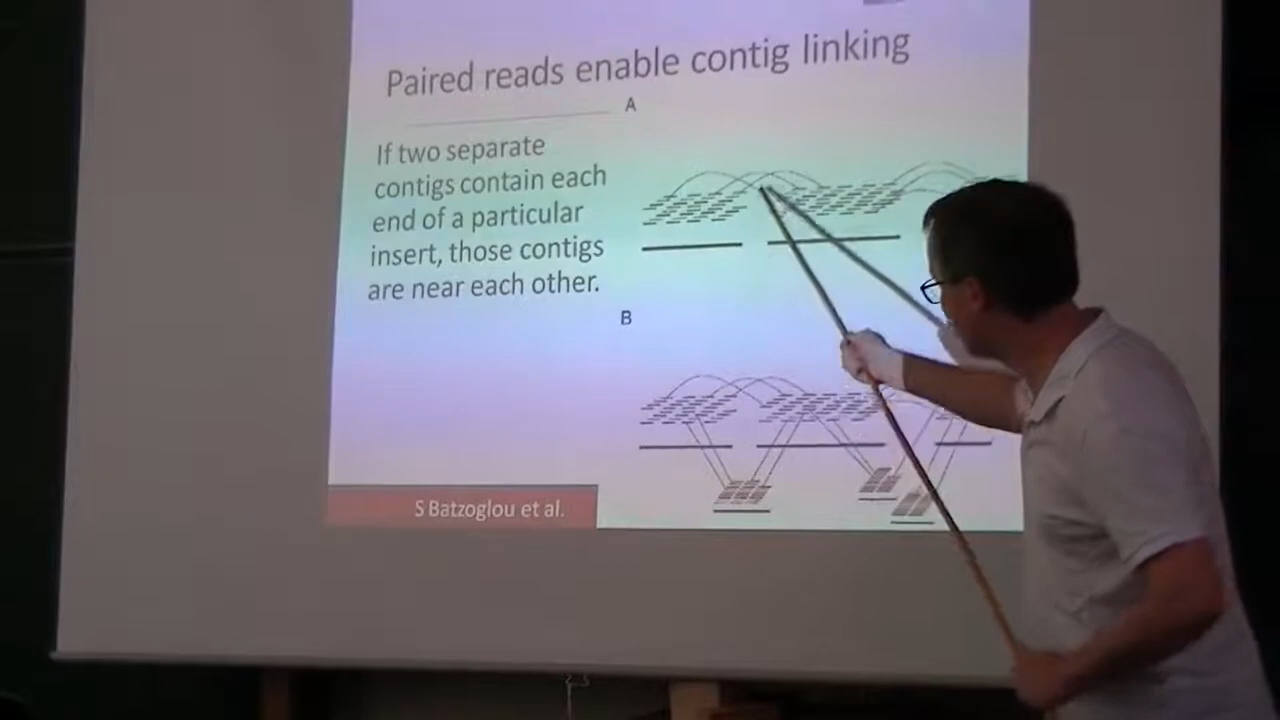 Paired reads enable contig linking
A
If two separate
contigs contain each
end of a particular
insert, those contigs
are near each other.
B
S Batzoglou et al.